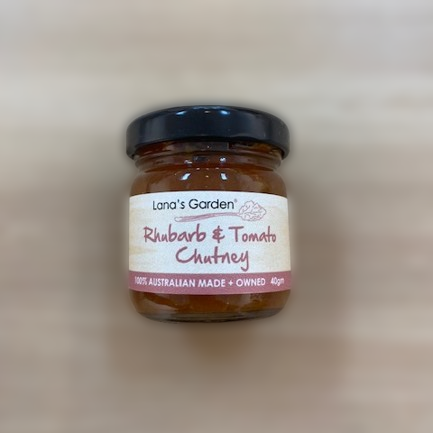 Lana's Garden®
Rhubarb & Tomato
Chutney
100% AUSTRALIAN MADE + OWNED 40gm